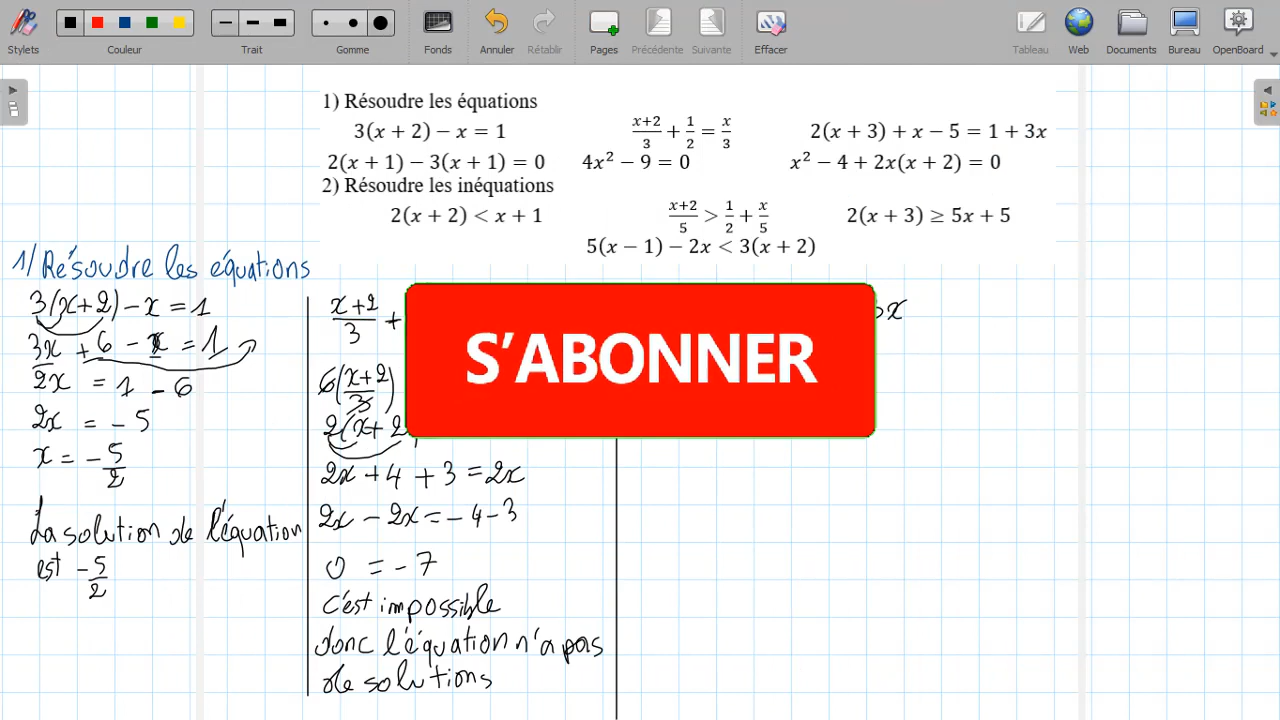 Stylets Couleur Trait Gomme Fonds Annuler Rétablir Pages Précédente Suivante Effacer Tableau Web Documents Bureau OpenBoard
1) Résoudre les équations
3(x + 2) − x = 1 (x+2)/3 + 1/2 = x/3 2(x + 3) + x − 5 = 1 + 3x
2(x + 1) − 3(x + 1) = 0 4x² − 9 = 0 x² − 4 + 2x(x + 2) = 0
2) Résoudre les inéquations
2(x + 2) < x + 1 (x+2)/5 > 1/2 + x/5 2(x + 3) ≥ 5x + 5
5(x − 1) − 2x < 3(x + 2)
1/ Résoudre les équations
3(x+2) − x = 1
3x + 6 − x = 1
2x = 1 − 6
2x = − 5
x = − 5/2
La solution de l'équation
est − 5/2
(x+2)/3 +
6((x+2)/3)
2(x+2
2x + 4 + 3 = 2x
2x − 2x = − 4 − 3
0 = − 7
c'est impossible
donc l'équation n'a pas
de solutions
x
S'ABONNER